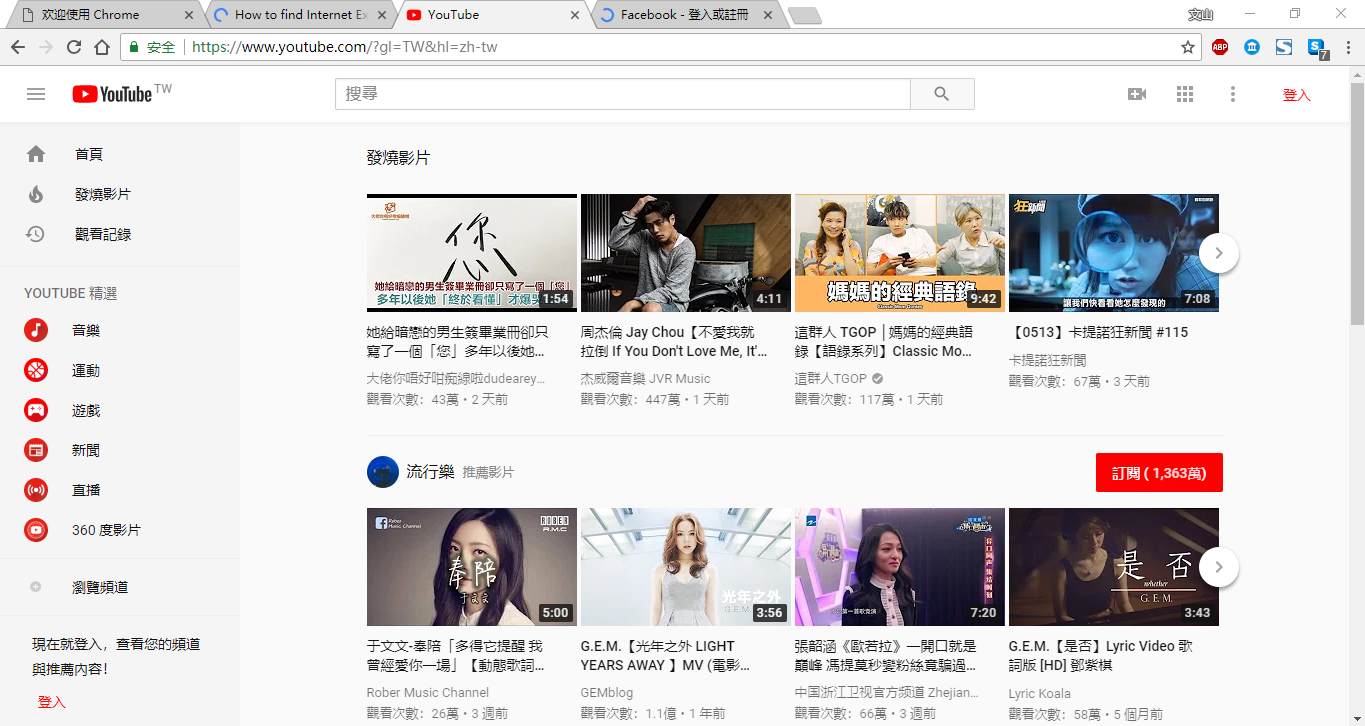 欢迎使用 Chrome
How to find Internet Ex
YouTube
Facebook - 登入或註冊
文山
安全
https://www.youtube.com/?gl=TW&hl=zh-tw
ABP
S
7
YouTube TW
搜尋
登入
首頁
發燒影片
觀看記錄
YOUTUBE 精選
音樂
運動
遊戲
新聞
直播
360 度影片
瀏覽頻道
現在就登入，查看您的頻道
與推薦內容！
登入
發燒影片
您
她給暗戀的男生簽畢業冊卻只寫了一個「您」
多年以後她「終於看懂」才爆哭
1:54
4:11
媽媽的經典語錄
9:42
狂新聞
讓我們快看看她怎麼發現的
7:08
她給暗戀的男生簽畢業冊卻只
寫了一個「您」多年以後她...
大佬你唔好咁痴線啦dudearey...
觀看次數：43萬 • 2 天前
周杰倫 Jay Chou【不愛我就
拉倒 If You Don't Love Me, It'...
杰威爾音樂 JVR Music
觀看次數：447萬 • 1 天前
這群人 TGOP │媽媽的經典語
錄【語錄系列】Classic Mo...
這群人TGOP
觀看次數：117萬 • 1 天前
【0513】卡提諾狂新聞 #115
卡提諾狂新聞
觀看次數：67萬 • 3 天前
流行樂 推薦影片
訂閱 ( 1,363萬)
Rober
Music Channel
ROBER
R.M.C
奉陪
于文文
5:00
光年之外
G.E.M.
3:56
7:20
是否
whether
G.E.M.
3:43
于文文-奉陪「多得它提醒 我
曾經愛你一場」【動態歌詞...
Rober Music Channel
觀看次數：26萬 • 3 週前
G.E.M.【光年之外 LIGHT
YEARS AWAY 】MV (電影...
GEMblog
觀看次數：1.1億 • 1 年前
張韶涵《歐若拉》一開口就是
巔峰 馮提莫秒變粉絲竟騙過...
中国浙江卫视官方频道 Zhejian...
觀看次數：66萬 • 3 週前
G.E.M.【是否】Lyric Video 歌
詞版 [HD] 鄧紫棋
Lyric Koala
觀看次數：58萬 • 5 個月前